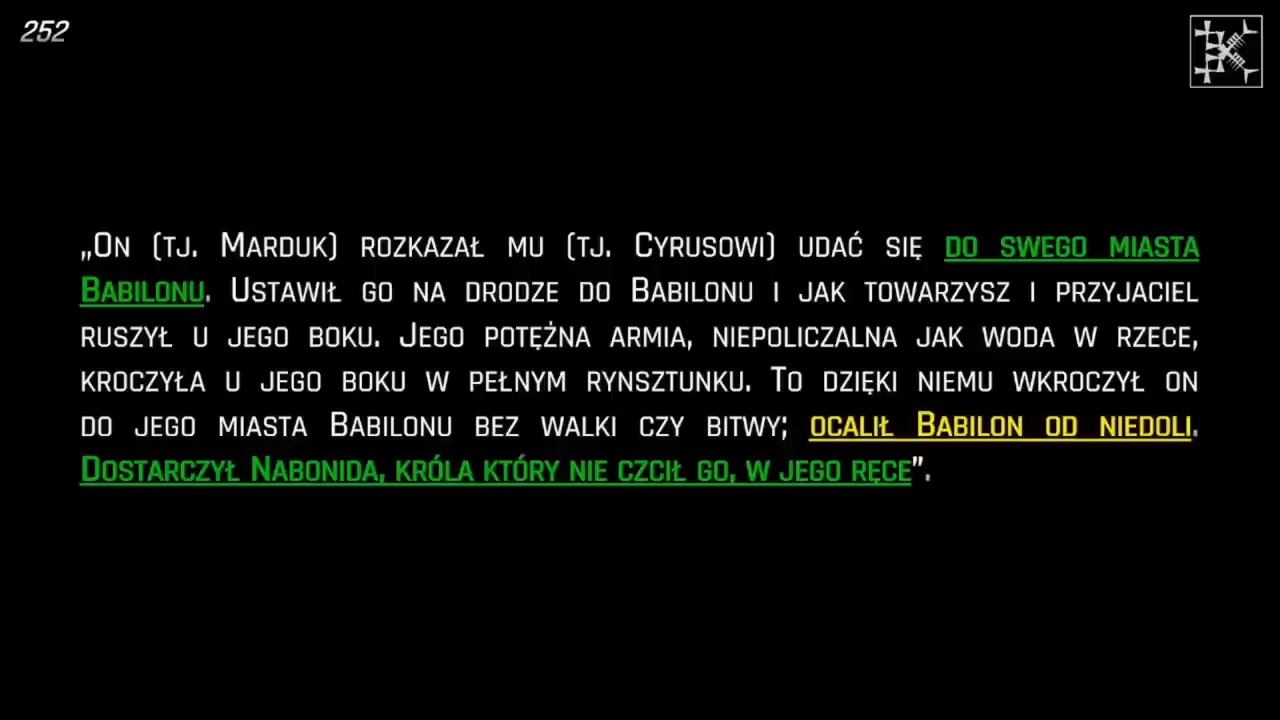 252
„On (tj. Marduk) rozkazał mu (tj. Cyrusowi) udać się do swego miasta
Babilonu. Ustawił go na drodze do Babilonu i jak towarzysz i przyjaciel
ruszył u jego boku. Jego potężna armia, niepoliczalna jak woda w rzece,
kroczyła u jego boku w pełnym rynsztunku. To dzięki niemu wkroczył on
do jego miasta Babilonu bez walki czy bitwy; ocalił Babilon od niedoli.
Dostarczył Nabonida, króla który nie czcił go, w jego ręce”.